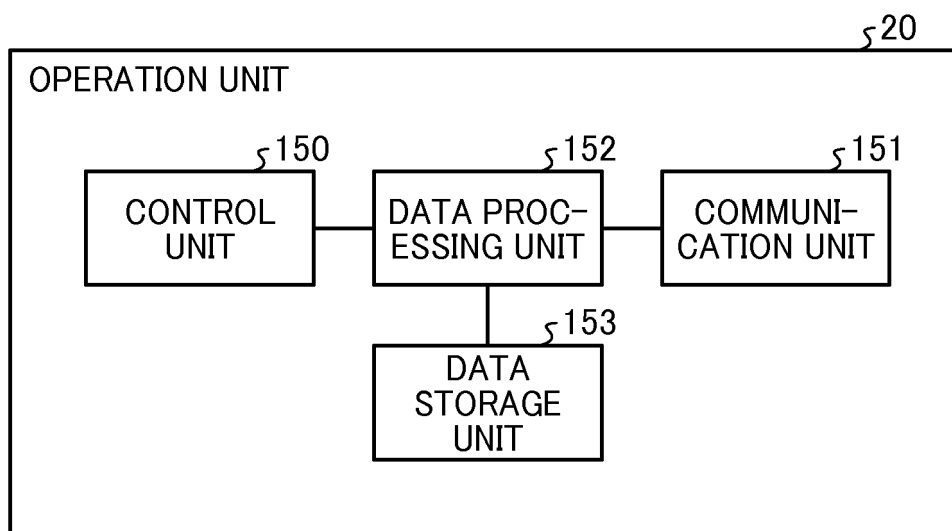 20
OPERATION UNIT
150
152
151
CONTROL
UNIT
DATA PROC-
ESSING UNIT
COMMUNI-
CATION UNIT
153
DATA
STORAGE
UNIT